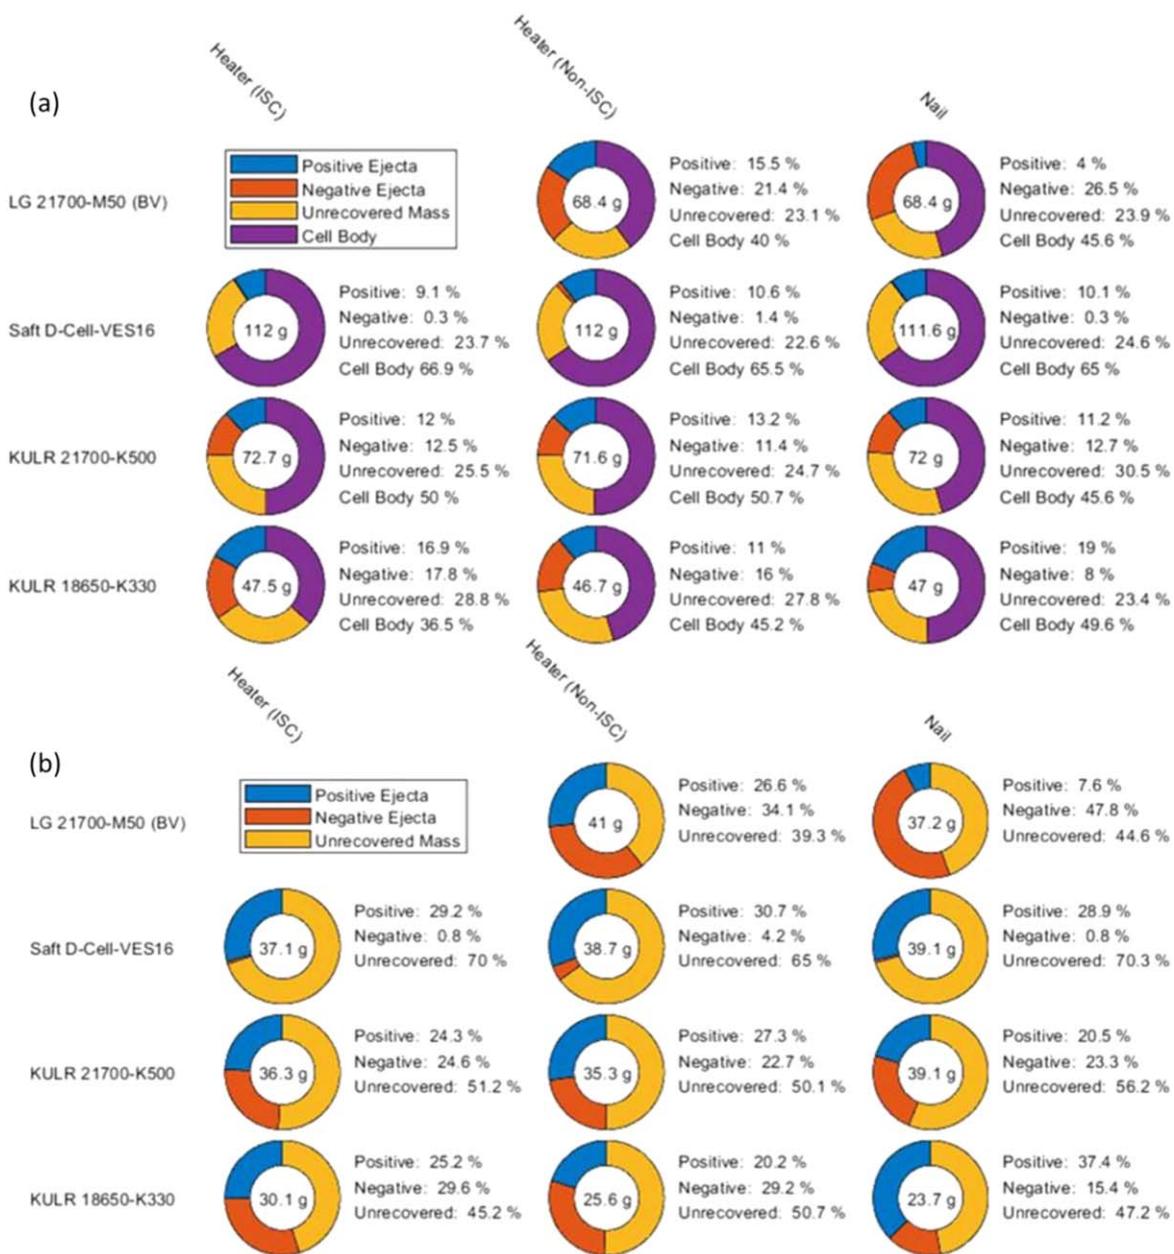 (a)
Heater (ISC)
Heater (Non-ISC)
Nail
Positive Ejecta
Negative Ejecta
Unrecovered Mass
Cell Body
LG 21700-M50 (BV)
68.4 g
Positive: 15.5 %
Negative: 21.4 %
Unrecovered: 23.1 %
Cell Body 40 %
68.4 g
Positive: 4 %
Negative: 26.5 %
Unrecovered: 23.9 %
Cell Body 45.6 %
Saft D-Cell-VES16
112 g
Positive: 9.1 %
Negative: 0.3 %
Unrecovered: 23.7 %
Cell Body 66.9 %
112 g
Positive: 10.6 %
Negative: 1.4 %
Unrecovered: 22.6 %
Cell Body 65.5 %
111.6 g
Positive: 10.1 %
Negative: 0.3 %
Unrecovered: 24.6 %
Cell Body 65 %
KULR 21700-K500
72.7 g
Positive: 12 %
Negative: 12.5 %
Unrecovered: 25.5 %
Cell Body 50 %
71.6 g
Positive: 13.2 %
Negative: 11.4 %
Unrecovered: 24.7 %
Cell Body 50.7 %
72 g
Positive: 11.2 %
Negative: 12.7 %
Unrecovered: 30.5 %
Cell Body 45.6 %
KULR 18650-K330
47.5 g
Positive: 16.9 %
Negative: 17.8 %
Unrecovered: 28.8 %
Cell Body 36.5 %
46.7 g
Positive: 11 %
Negative: 16 %
Unrecovered: 27.8 %
Cell Body 45.2 %
47 g
Positive: 19 %
Negative: 8 %
Unrecovered: 23.4 %
Cell Body 49.6 %
(b)
Heater (ISC)
Heater (Non-ISC)
Nail
Positive Ejecta
Negative Ejecta
Unrecovered Mass
LG 21700-M50 (BV)
41 g
Positive: 26.6 %
Negative: 34.1 %
Unrecovered: 39.3 %
37.2 g
Positive: 7.6 %
Negative: 47.8 %
Unrecovered: 44.6 %
Saft D-Cell-VES16
37.1 g
Positive: 29.2 %
Negative: 0.8 %
Unrecovered: 70 %
38.7 g
Positive: 30.7 %
Negative: 4.2 %
Unrecovered: 65 %
39.1 g
Positive: 28.9 %
Negative: 0.8 %
Unrecovered: 70.3 %
KULR 21700-K500
36.3 g
Positive: 24.3 %
Negative: 24.6 %
Unrecovered: 51.2 %
35.3 g
Positive: 27.3 %
Negative: 22.7 %
Unrecovered: 50.1 %
39.1 g
Positive: 20.5 %
Negative: 23.3 %
Unrecovered: 56.2 %
KULR 18650-K330
30.1 g
Positive: 25.2 %
Negative: 29.6 %
Unrecovered: 45.2 %
25.6 g
Positive: 20.2 %
Negative: 29.2 %
Unrecovered: 50.7 %
23.7 g
Positive: 37.4 %
Negative: 15.4 %
Unrecovered: 47.2 %